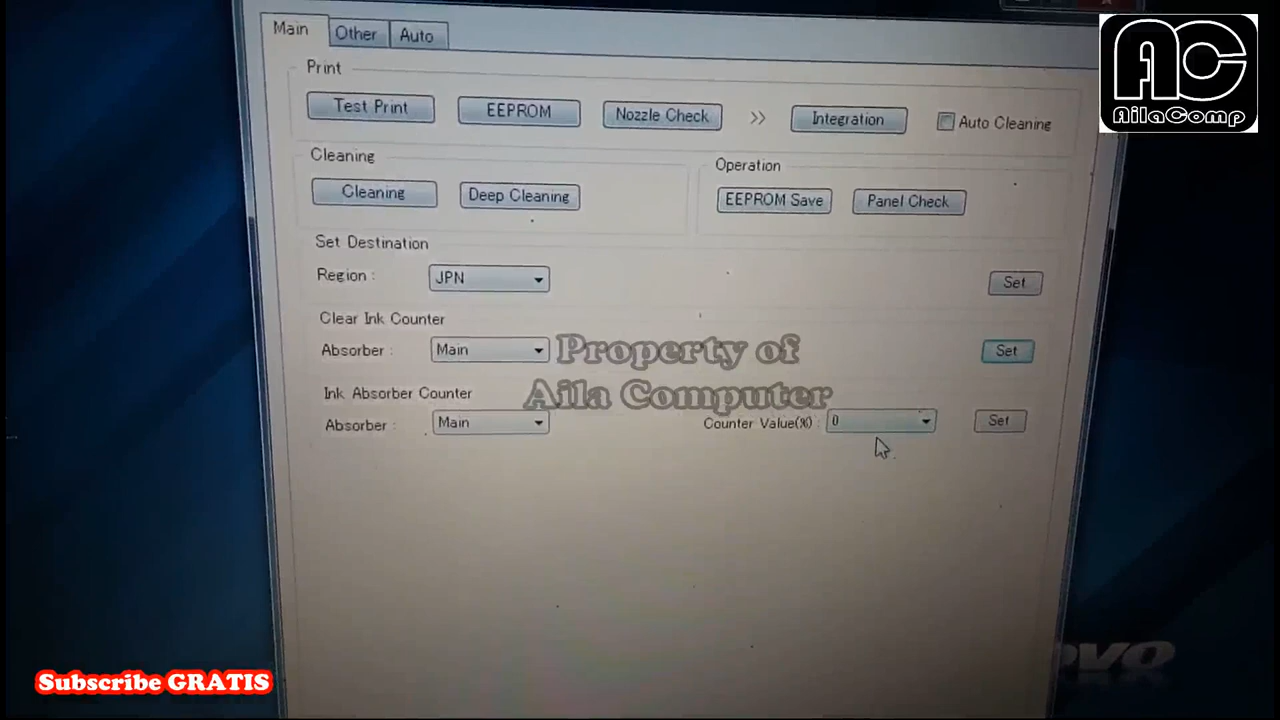 Main Other Auto
AC
AilaComp
Print
Test Print EEPROM Nozzle Check >> Integration Auto Cleaning
Cleaning Operation
Cleaning Deep Cleaning EEPROM Save Panel Check
Set Destination
Region : JPN Set
Clear Ink Counter
Absorber : Main Set
Property of
Aila Computer
Ink Absorber Counter
Absorber : Main Counter Value(%) : 0 Set
Subscribe GRATIS